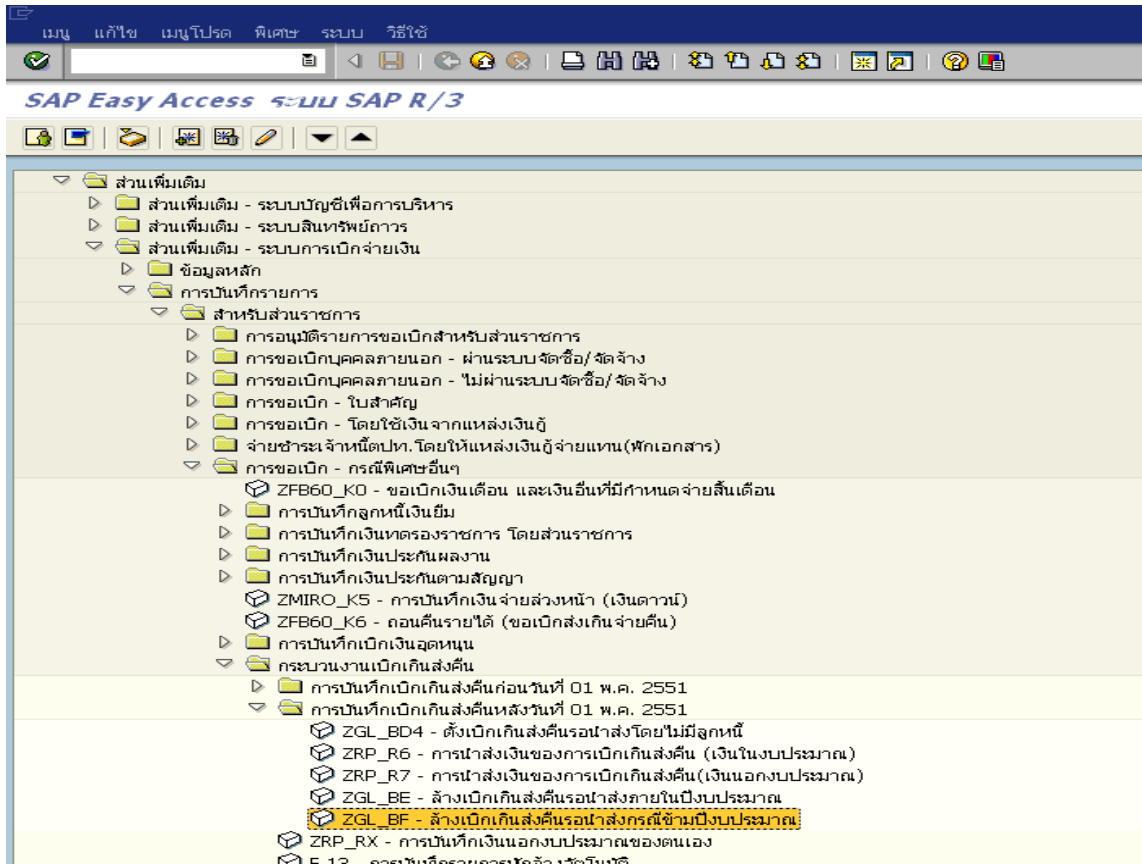 เมนู แก้ไข เมนูโปรด พิเศษ ระบบ วิธีใช้
SAP Easy Access ระบบ SAP R/3
ส่วนเพิ่มเติม
ส่วนเพิ่มเติม - ระบบบัญชีเพื่อการบริหาร
ส่วนเพิ่มเติม - ระบบสินทรัพย์ถาวร
ส่วนเพิ่มเติม - ระบบการเบิกจ่ายเงิน
ข้อมูลหลัก
การบันทึกรายการ
สำหรับส่วนราชการ
การอนุมัติรายการขอเบิกสำหรับส่วนราชการ
การขอเบิกบุคคลภายนอก - ผ่านระบบจัดซื้อ/จัดจ้าง
การขอเบิกบุคคลภายนอก - ไม่ผ่านระบบจัดซื้อ/จัดจ้าง
การขอเบิก - ใบสำคัญ
การขอเบิก - โดยใช้เงินจากแหล่งเงินกู้
จ่ายชำระเจ้าหนี้ตปท.โดยให้แหล่งเงินกู้จ่ายแทน(พักเอกสาร)
การขอเบิก - กรณีพิเศษอื่นๆ
ZFB60_K0 - ขอเบิกเงินเดือน และเงินอื่นที่มีกำหนดจ่ายสิ้นเดือน
การบันทึกลูกหนี้เงินยืม
การบันทึกเงินทดรองราชการ โดยส่วนราชการ
การบันทึกเงินประกันผลงาน
การบันทึกเงินประกันตามสัญญา
ZMIRO_K5 - การบันทึกเงินจ่ายล่วงหน้า (เงินดาวน์)
ZFB60_K6 - ถอนคืนรายได้ (ขอเบิกส่งเกินจ่ายคืน)
การบันทึกเบิกเงินอุดหนุน
กระบวนงานเบิกเกินส่งคืน
การบันทึกเบิกเกินส่งคืนก่อนวันที่ 01 พ.ค. 2551
การบันทึกเบิกเกินส่งคืนหลังวันที่ 01 พ.ค. 2551
ZGL_BD4 - ตั้งเบิกเกินส่งคืนรอนำส่งโดยไม่มีลูกหนี้
ZRP_R6 - การนำส่งเงินของการเบิกเกินส่งคืน (เงินในงบประมาณ)
ZRP_R7 - การนำส่งเงินของการเบิกเกินส่งคืน(เงินนอกงบประมาณ)
ZGL_BE - ล้างเบิกเกินส่งคืนรอนำส่งภายในปีงบประมาณ
ZGL_BF - ล้างเบิกเกินส่งคืนรอนำส่งกรณีข้ามปีงบประมาณ
ZRP_RX - การบันทึกเงินนอกงบประมาณของตนเอง
F-13 - การบันทึกรายการหักล้างอัตโนมัติ